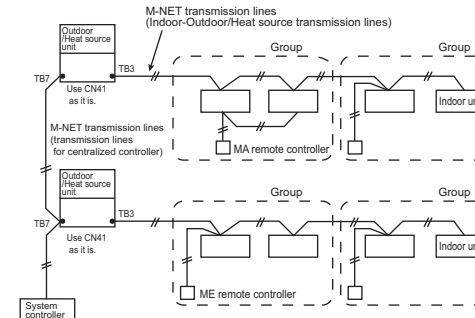 M-NET transmission lines
(Indoor-Outdoor/Heat source transmission lines)
Outdoor
/Heat source
unit
Group
Group
TB7
TB3
Use CN41
as it is.
Indoor un
M-NET transmission lines
(transmission lines
for centralized controller)
MA remote controller
Outdoor
/Heat source
unit
Group
Group
TB7
TB3
Use CN41
as it is.
Indoor un
ME remote controller
System
controller